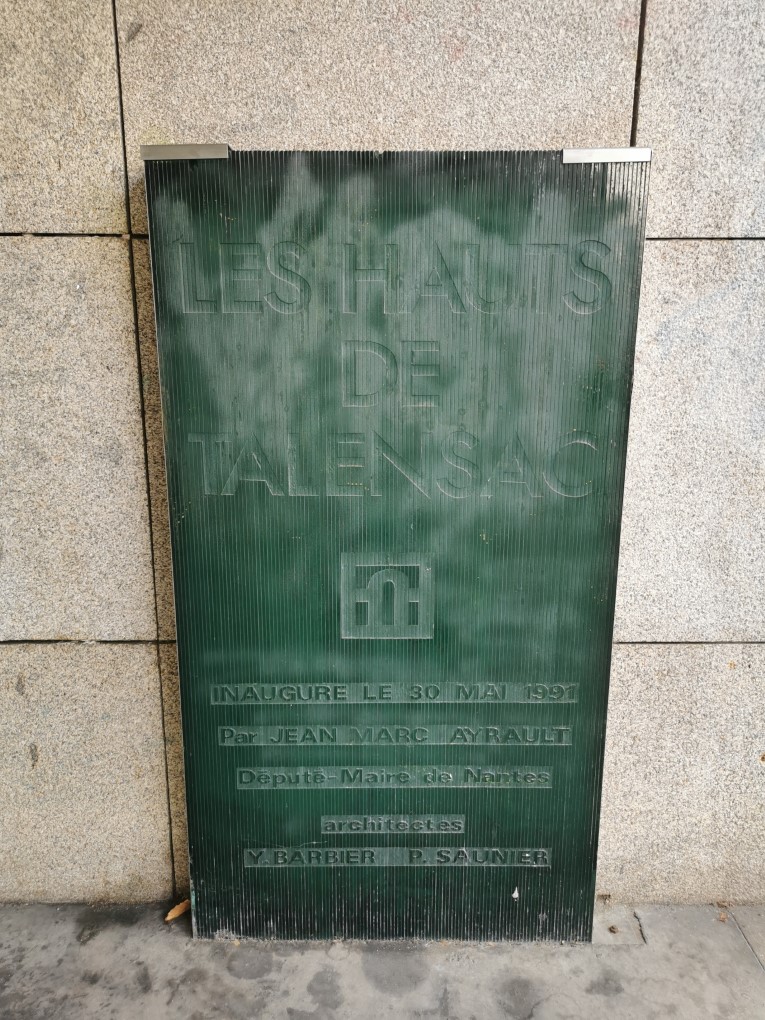 LES HAUTS
DE
TALENSAC
INAUGURE LE 30 MAI 1991
Par JEAN MARC AYRAULT
Député-Maire de Nantes
architectes
Y. BARBIER P. SAUNIER